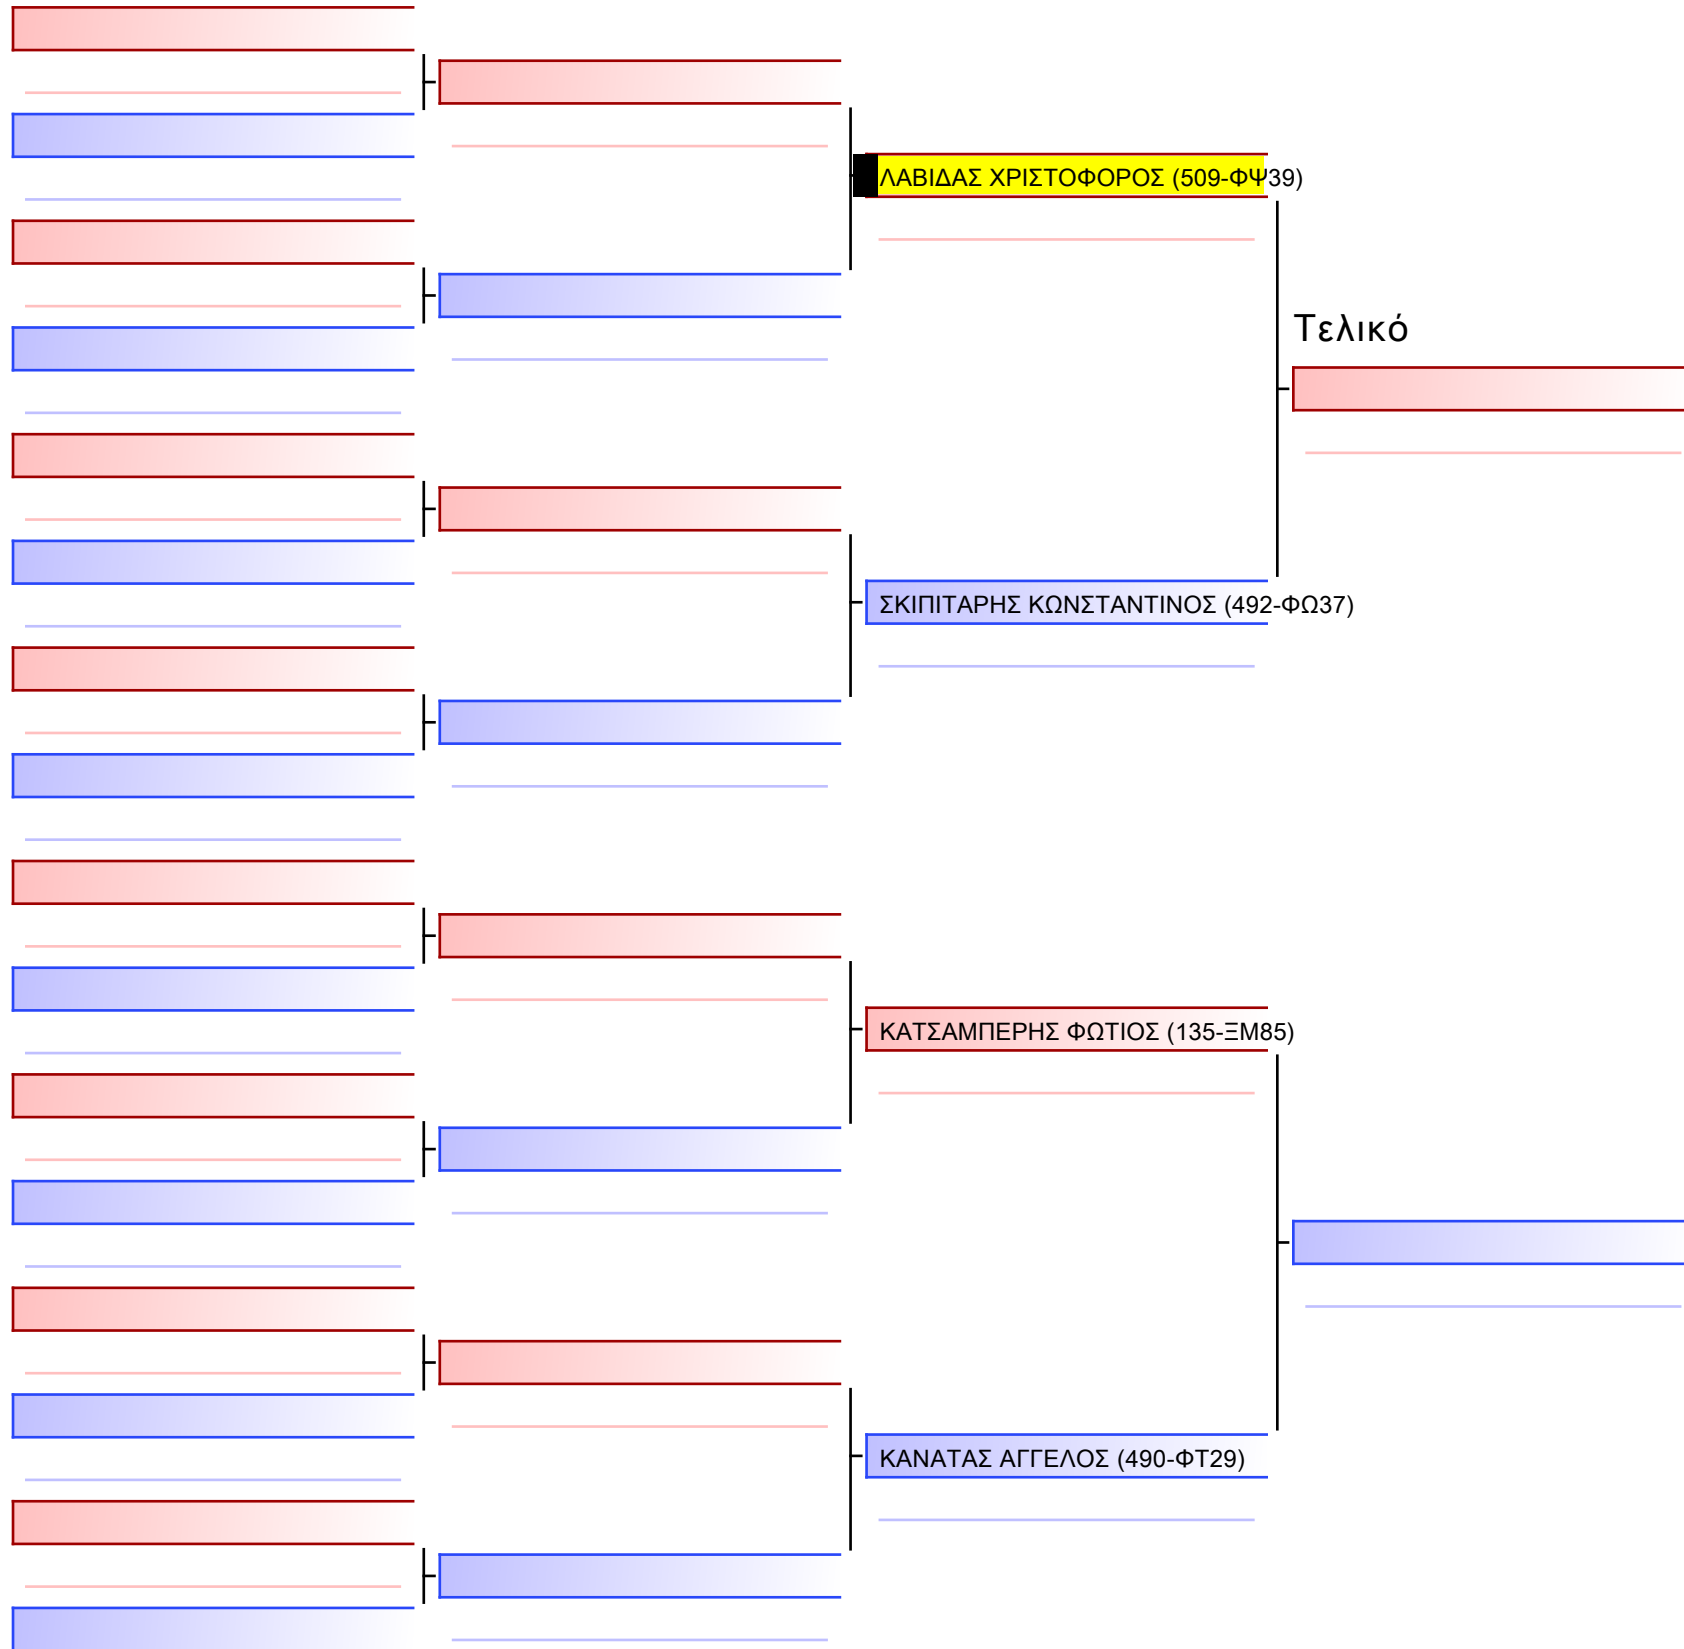 ΛΑΒΙΔΑΣ ΧΡΙΣΤΟΦΟΡΟΣ (509-ΦΨ39)
Τελικό
ΣΚΙΠΙΤΑΡΗΣ ΚΩΝΣΤΑΝΤΙΝΟΣ (492-ΦΩ37)
ΚΑΤΣΑΜΠΕΡΗΣ ΦΩΤΙΟΣ (135-ΞΜ85)
ΚΑΝΑΤΑΣ ΑΓΓΕΛΟΣ (490-ΦΤ29)